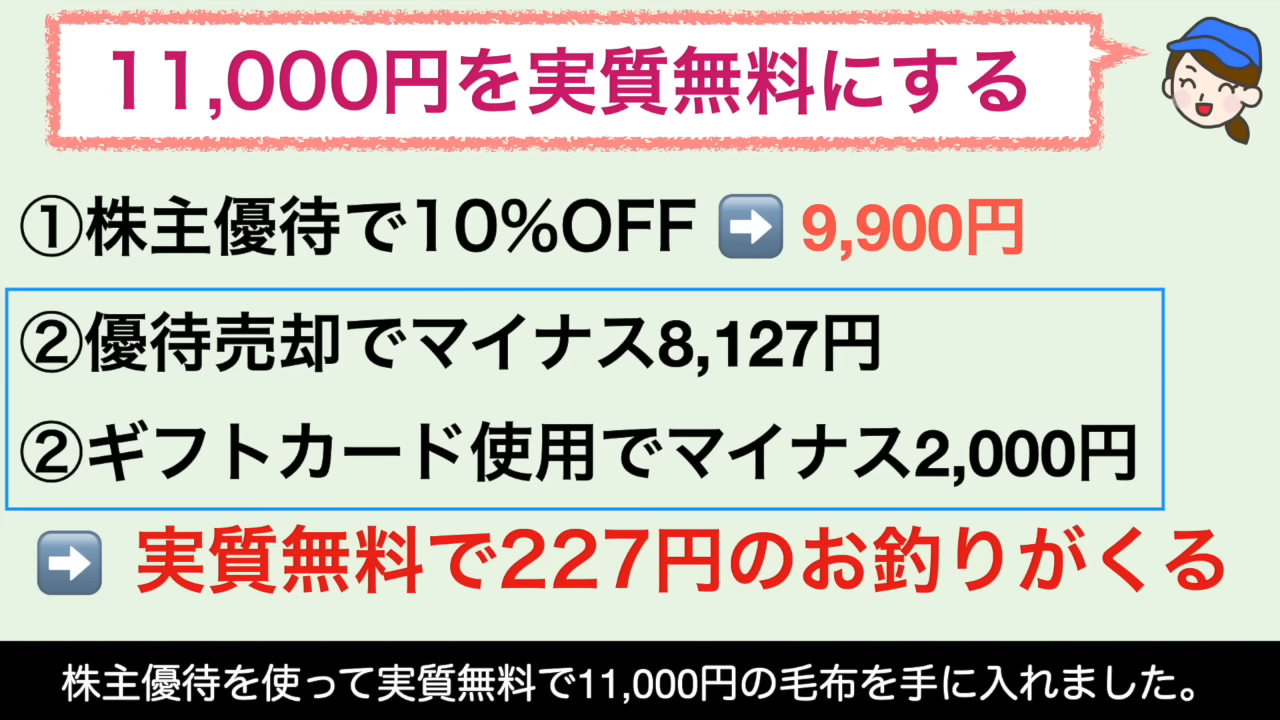 11,000円を実質無料にする
①株主優待で10%OFF ➡ 9,900円
②優待売却でマイナス8,127円
②ギフトカード使用でマイナス2,000円
➡ 実質無料で227円のお釣りがくる
株主優待を使って実質無料で11,000円の毛布を手に入れました。